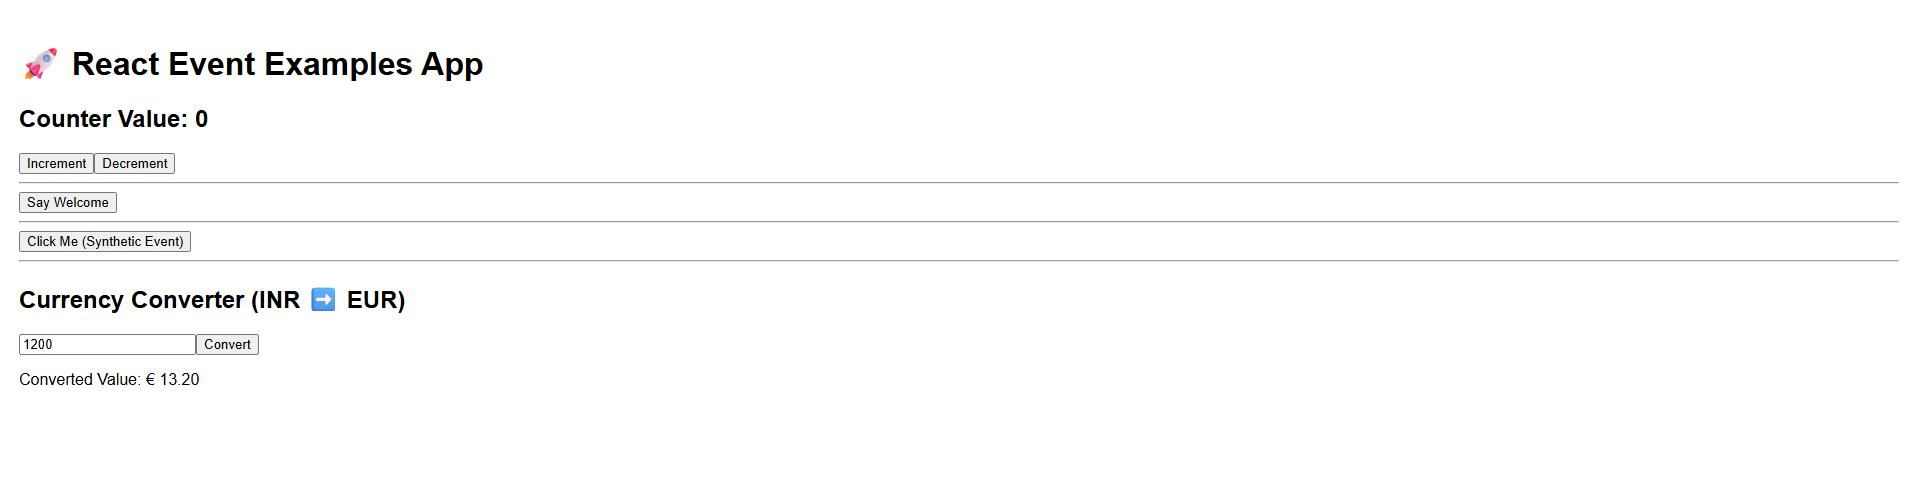 🚀 React Event Examples App
Counter Value: 0
Increment Decrement
Say Welcome
Click Me (Synthetic Event)
Currency Converter (INR ➡️ EUR)
1200 Convert
Converted Value: € 13.20